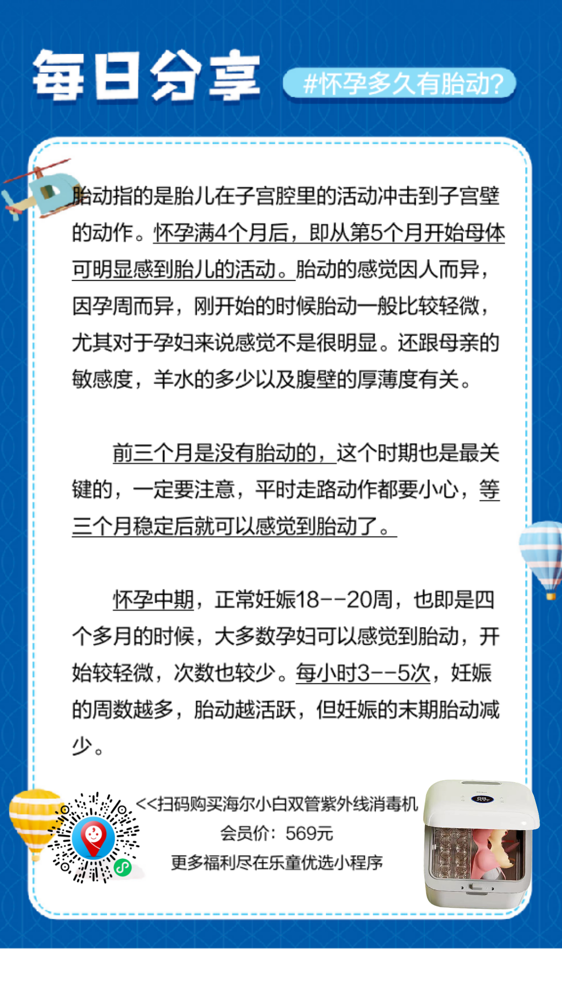 每日分享
#怀孕多久有胎动?
胎动指的是胎儿在子宫腔里的活动冲击到子宫壁
的动作。怀孕满4个月后，即从第5个月开始母体
可明显感到胎儿的活动。胎动的感觉因人而异，
因孕周而异，刚开始的时候胎动一般比较轻微，
尤其对于孕妇来说感觉不是很明显。还跟母亲的
敏感度，羊水的多少以及腹壁的厚薄度有关。
前三个月是没有胎动的，这个时期也是最关
键的，一定要注意，平时走路动作都要小心，等
三个月稳定后就可以感觉到胎动了。
怀孕中期，正常妊娠18--20周，也即是四
个多月的时候，大多数孕妇可以感觉到胎动，开
始较轻微，次数也较少。每小时3--5次，妊娠
的周数越多，胎动越活跃，但妊娠的末期胎动减
少。
<<扫码购买海尔小白双管紫外线消毒机
会员价：569元
更多福利尽在乐童优选小程序